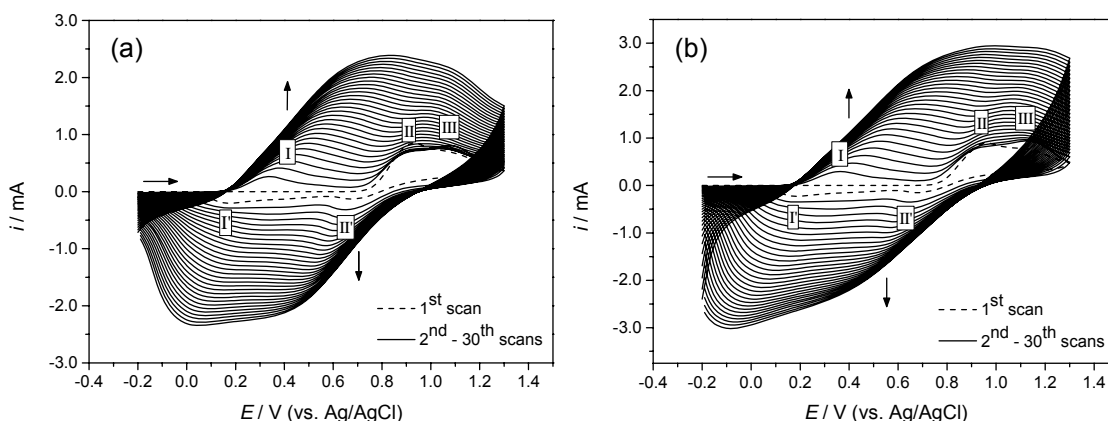 (a)
3.0
2.0
1.0
0.0
-1.0
-2.0
-3.0
i / mA
I
II
III
I'
II'
1st scan
2nd - 30th scans
-0.4 -0.2 0.0 0.2 0.4 0.6 0.8 1.0 1.2 1.4
E / V (vs. Ag/AgCl)
(b)
3.0
2.0
1.0
0.0
-1.0
-2.0
-3.0
i / mA
I
II
III
I'
II'
1st scan
2nd - 30th scans
-0.4 -0.2 0.0 0.2 0.4 0.6 0.8 1.0 1.2 1.4
E / V (vs. Ag/AgCl)